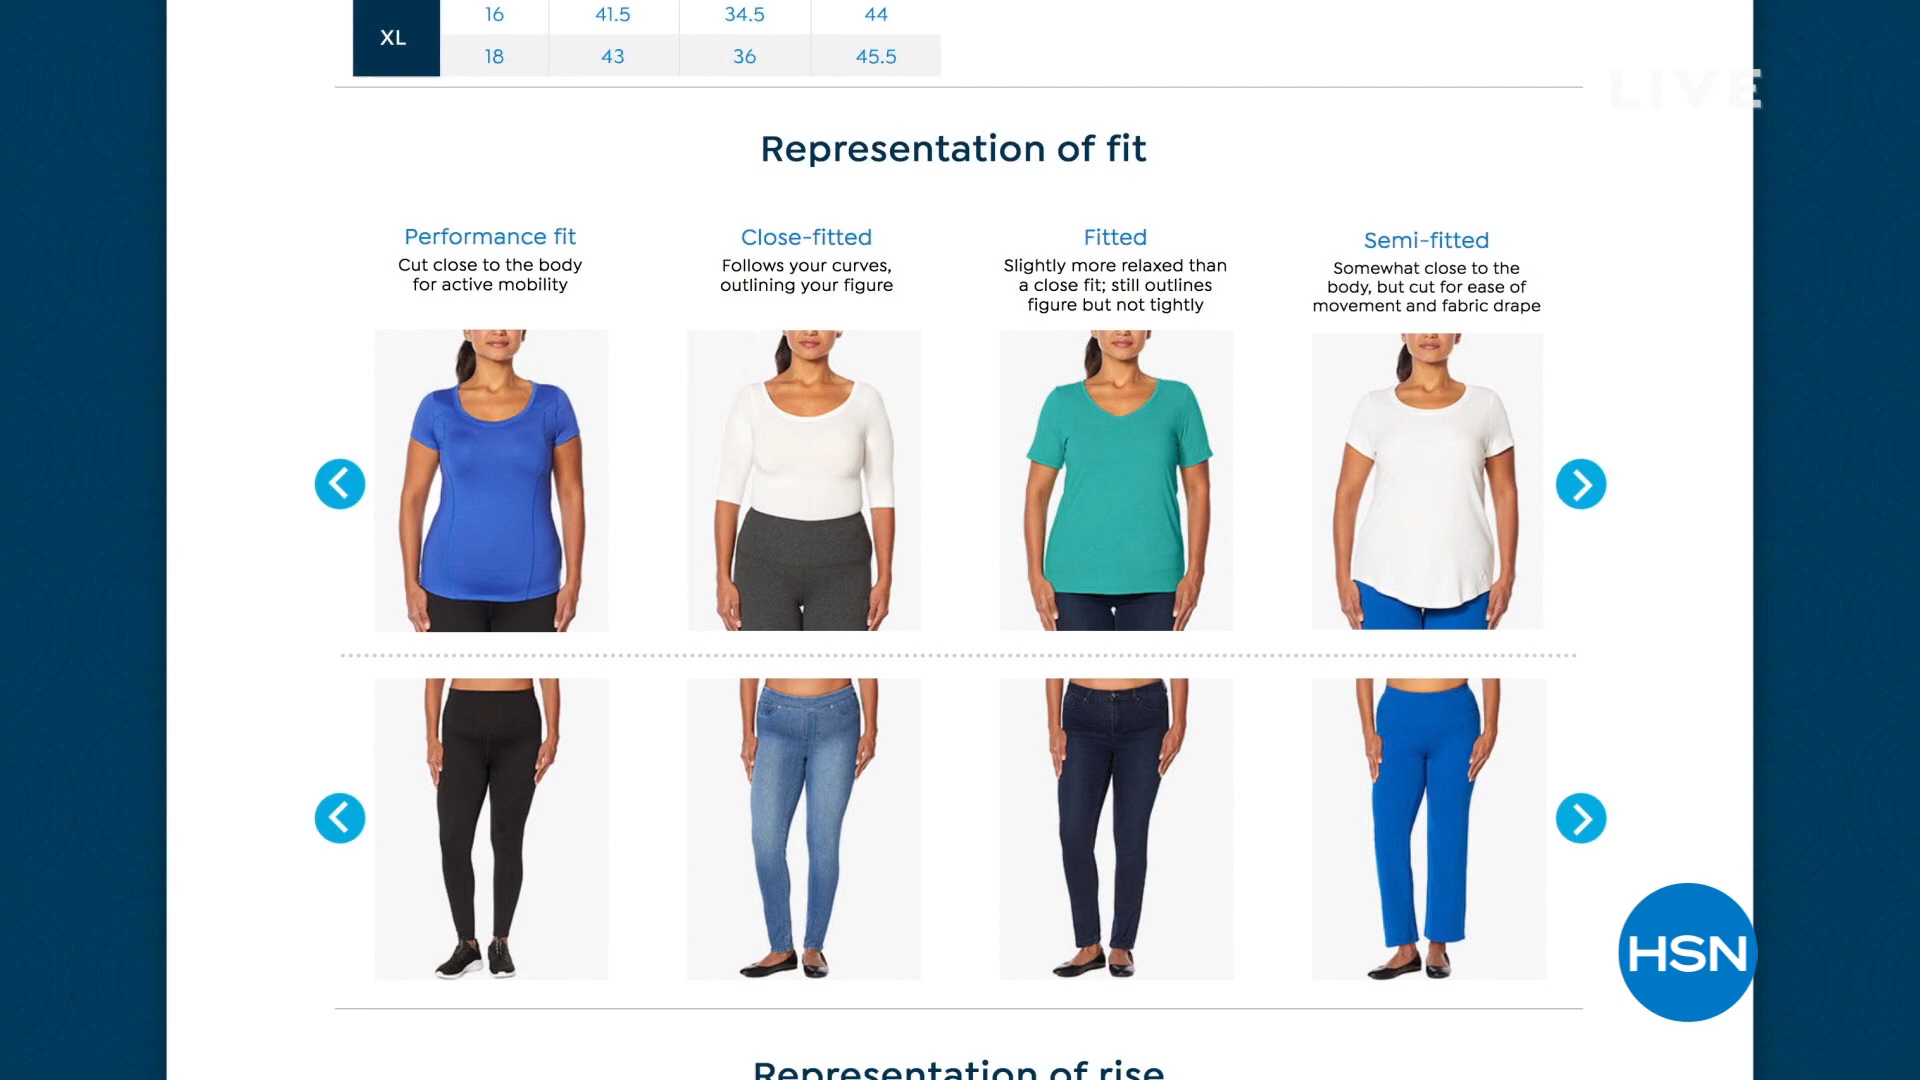 XL
16 41.5 34.5 44
18 43 36 45.5
LIVE
Representation of fit
Performance fit
Cut close to the body
for active mobility
Close-fitted
Follows your curves,
outlining your figure
Fitted
Slightly more relaxed than
a close fit; still outlines
figure but not tightly
Semi-fitted
Somewhat close to the
body, but cut for ease of
movement and fabric drape
HSN
Representation of rise